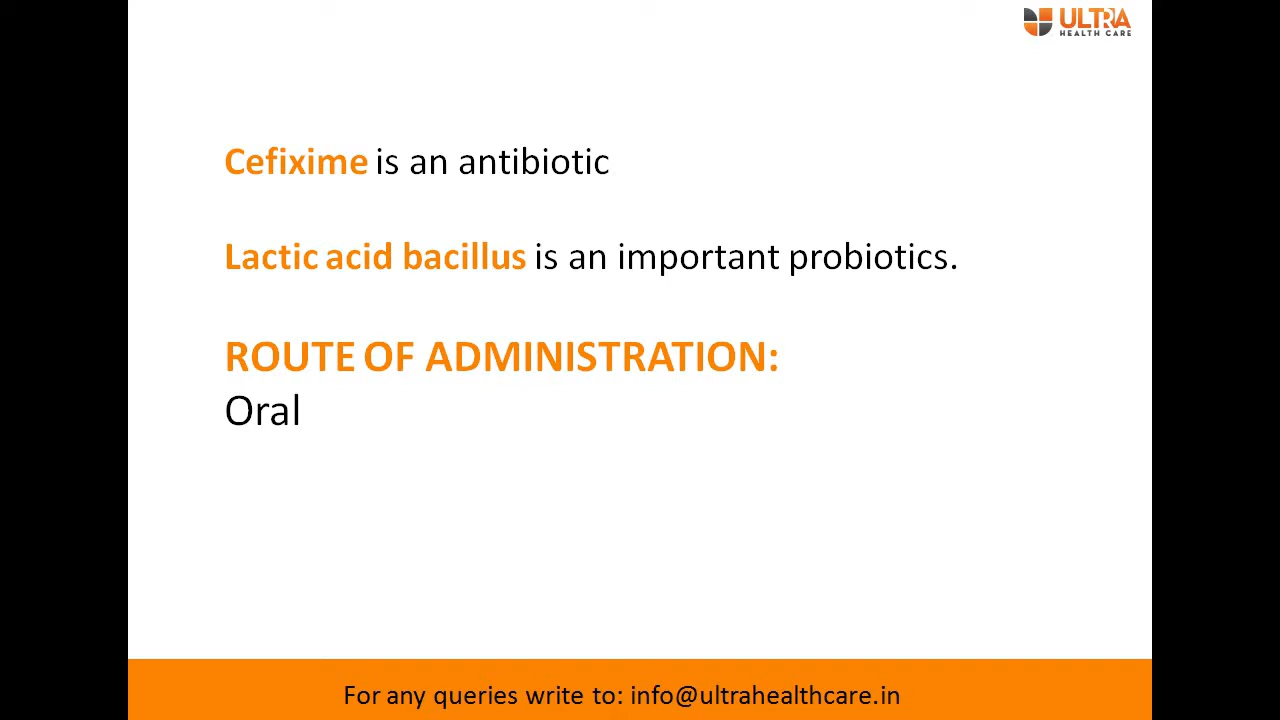 ULTRA
HEALTH CARE
Cefixime is an antibiotic
Lactic acid bacillus is an important probiotics.
ROUTE OF ADMINISTRATION:
Oral
For any queries write to: info@ultrahealthcare.in